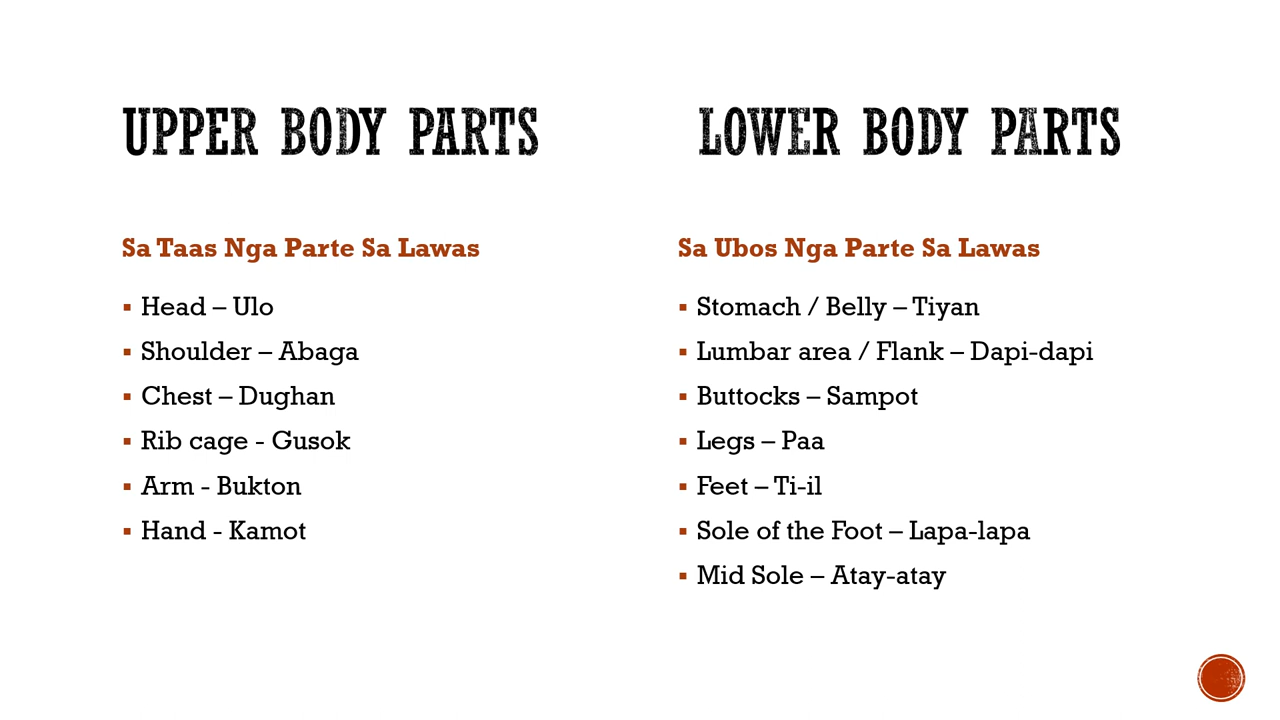 UPPER BODY PARTS
Sa Taas Nga Parte Sa Lawas
▪ Head – Ulo
▪ Shoulder – Abaga
▪ Chest – Dughan
▪ Rib cage - Gusok
▪ Arm - Bukton
▪ Hand - Kamot
LOWER BODY PARTS
Sa Ubos Nga Parte Sa Lawas
▪ Stomach / Belly – Tiyan
▪ Lumbar area / Flank – Dapi-dapi
▪ Buttocks – Sampot
▪ Legs – Paa
▪ Feet – Ti-il
▪ Sole of the Foot – Lapa-lapa
▪ Mid Sole – Atay-atay